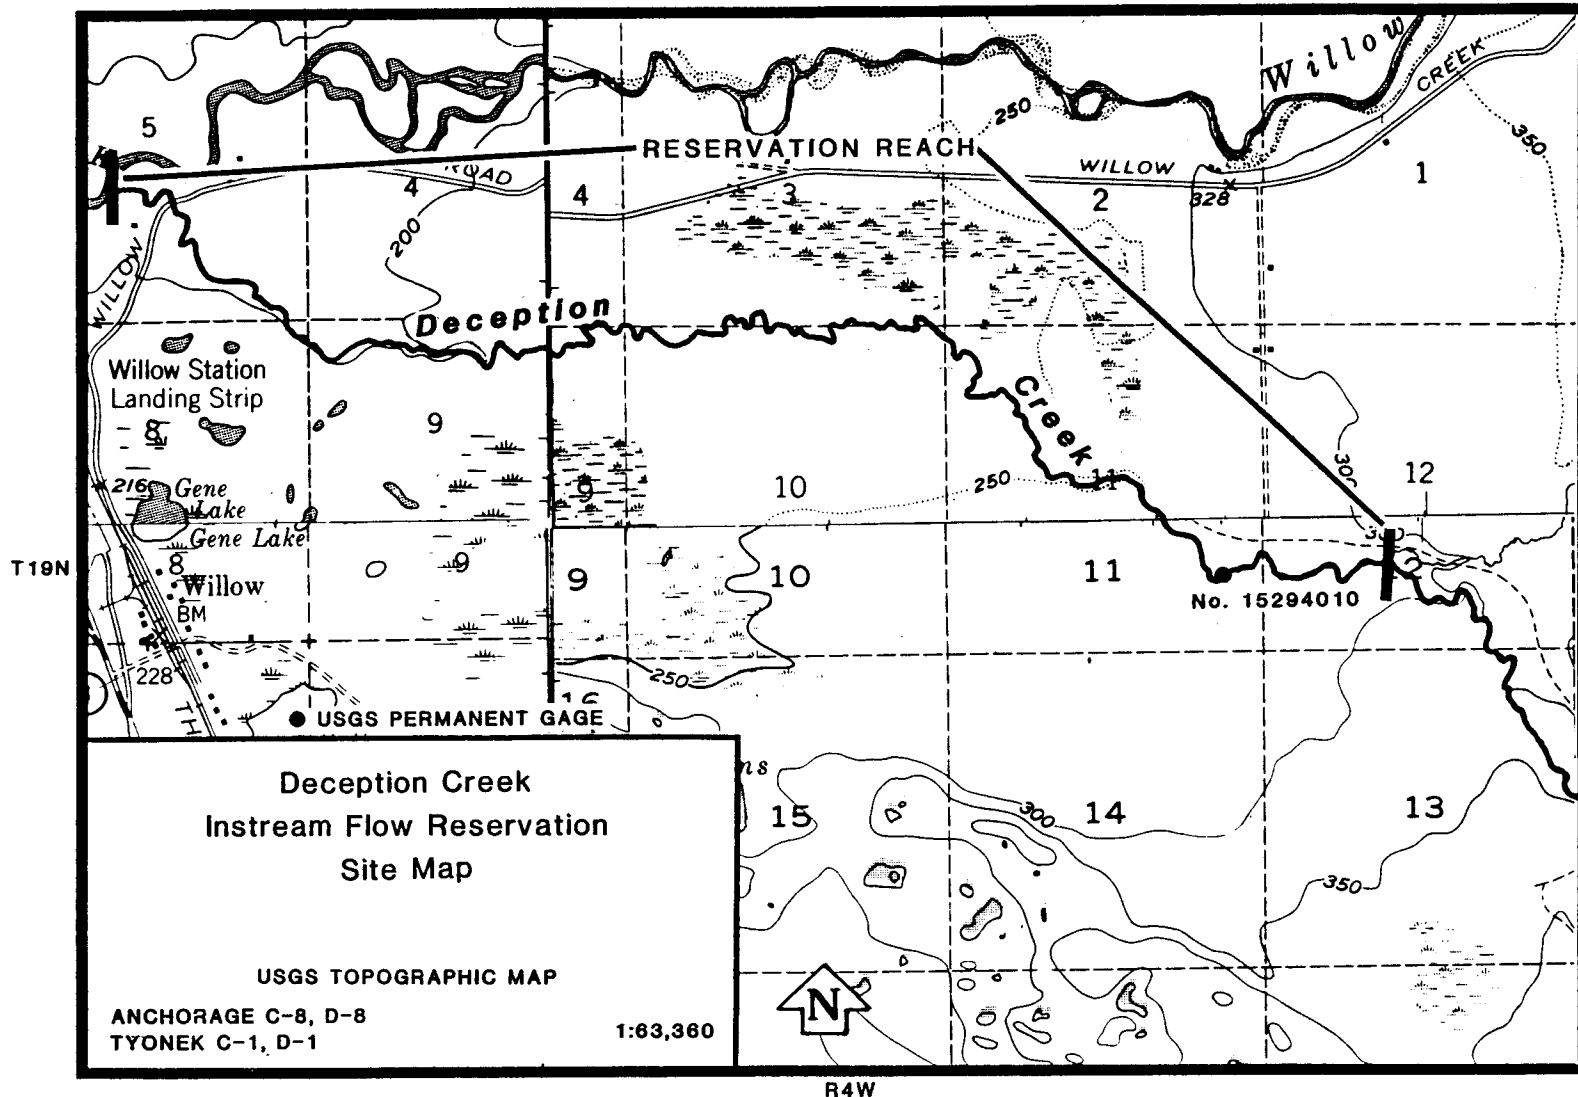 Willow
CREEK
5
250
350
RESERVATION REACH
WILLOW
1
ROAD
4
4
3
2
328
200
WILLOW
Deception
Willow Station
Landing Strip
Creek
8
9
300
216
Gene
Lake
9
10
250
11
12
Gene Lake
T19N
8
Willow
9
9
10
11
No. 15294010
BM
228
250
TH
16
USGS PERMANENT GAGE
Deception Creek
Instream Flow Reservation
Site Map
ns
15
300
14
13
350
USGS TOPOGRAPHIC MAP
ANCHORAGE C-8, D-8
TYONEK C-1, D-1
1:63,360
N
R4W